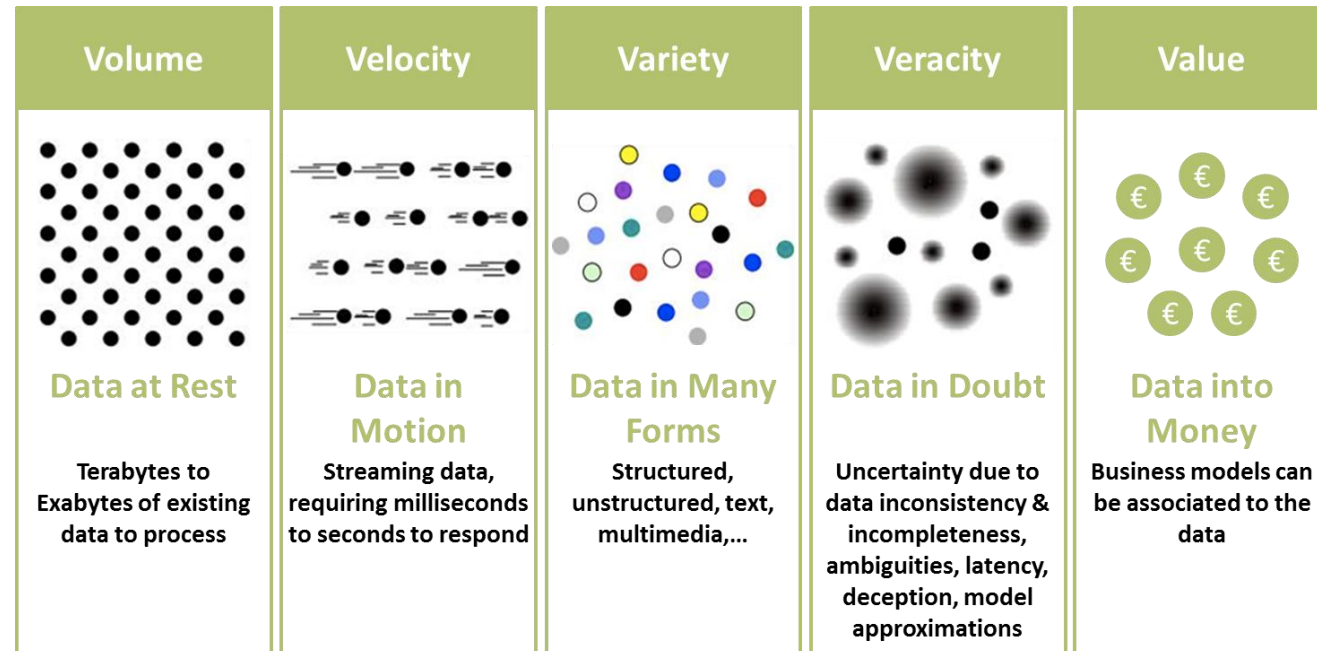 Volume
Velocity
Variety
Veracity
Value
€
€
€
€
€
€
€
€
Data at Rest
Terabytes to
Exabytes of existing
data to process
Data in
Motion
Streaming data,
requiring milliseconds
to seconds to respond
Data in Many
Forms
Structured,
unstructured, text,
multimedia,...
Data in Doubt
Uncertainty due to
data inconsistency &
incompleteness,
ambiguities, latency,
deception, model
approximations
Data into
Money
Business models can
be associated to the
data